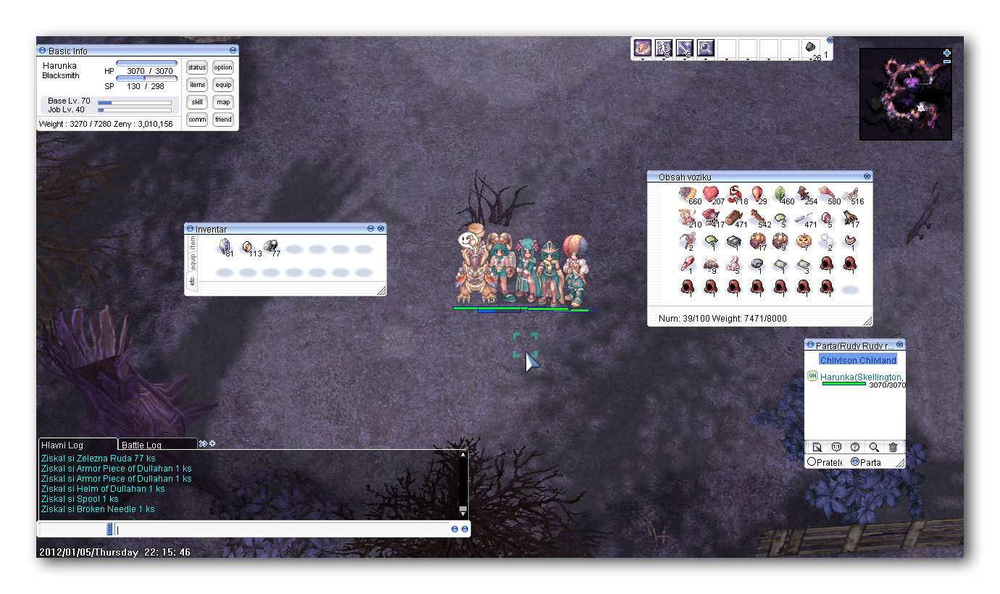 Basic Info
Harunka
Blacksmith
HP 3070 / 3070
SP 130 / 298
Base Lv. 70
Job Lv. 40
Weight : 3270 / 7280 Zeny : 3,010,156
status option
items equip
skill map
comm friend
5 5 26 1
Obsah voziku
660 207 718 29 460 254 580 516
210 417 471 542 5 471 5 17
2 1 1 17 9 7 2 1
1 9 5 1 1 3 1 1
1 1 1 1 1 1 1
Num: 39/100 Weight: 7471/8000
Inventar
item
equip
etc
81 113 77
Parta(Rudy Rudy r...
Chlivlson Chlivland
ON Harunka(Skellington,
3070/3070
1:1 ?
Pratele Parta
Hlavni Log Battle Log
Ziskal si Zelezna Ruda 77 ks
Ziskal si Armor Piece of Dullahan 1 ks
Ziskal si Armor Piece of Dullahan 1 ks
Ziskal si Helm of Dullahan 1 ks
Ziskal si Spool 1 ks
Ziskal si Broken Needle 1 ks
2012/01/05/Thursday 22: 15: 46